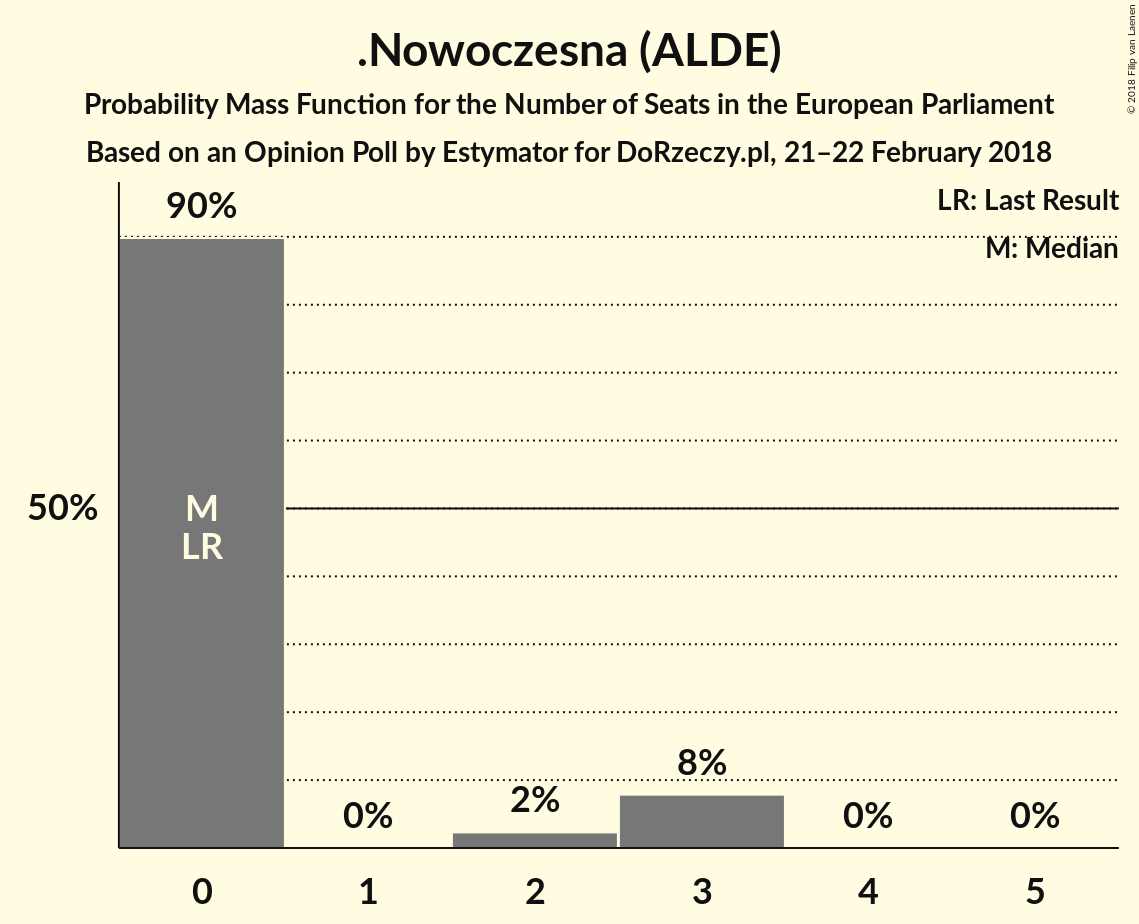 .Nowoczesna (ALDE)
Probability Mass Function for the Number of Seats in the European Parliament
Based on an Opinion Poll by Estymator for DoRzeczy.pl, 21–22 February 2018
© 2018 Filip van Laenen
LR: Last Result
M: Median
90%
50%
M
LR
0%
2%
8%
0%
0%
0
1
2
3
4
5